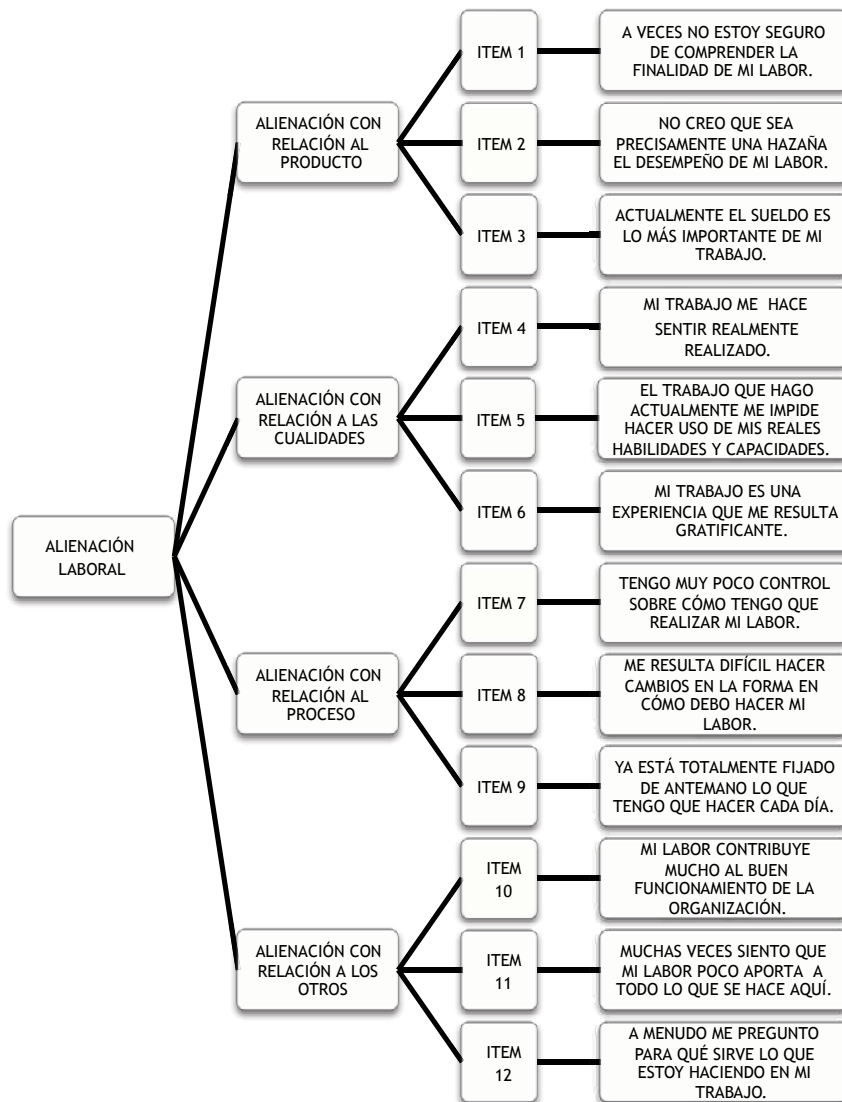 ALIENACIÓN
LABORAL
ALIENACIÓN CON
RELACIÓN AL
PRODUCTO
ITEM 1
A VECES NO ESTOY SEGURO
DE COMPRENDER LA
FINALIDAD DE MI LABOR.
ITEM 2
NO CREO QUE SEA
PRECISAMENTE UNA HAZAÑA
EL DESEMPEÑO DE MI LABOR.
ITEM 3
ACTUALMENTE EL SUELDO ES
LO MÁS IMPORTANTE DE MI
TRABAJO.
ALIENACIÓN CON
RELACIÓN A LAS
CUALIDADES
ITEM 4
MI TRABAJO ME HACE
SENTIR REALMENTE
REALIZADO.
ITEM 5
EL TRABAJO QUE HAGO
ACTUALMENTE ME IMPIDE
HACER USO DE MIS REALES
HABILIDADES Y CAPACIDADES.
ITEM 6
MI TRABAJO ES UNA
EXPERIENCIA QUE ME RESULTA
GRATIFICANTE.
ALIENACIÓN CON
RELACIÓN AL
PROCESO
ITEM 7
TENGO MUY POCO CONTROL
SOBRE CÓMO TENGO QUE
REALIZAR MI LABOR.
ITEM 8
ME RESULTA DIFÍCIL HACER
CAMBIOS EN LA FORMA EN
CÓMO DEBO HACER MI
LABOR.
ITEM 9
YA ESTÁ TOTALMENTE FIJADO
DE ANTEMANO LO QUE
TENGO QUE HACER CADA DÍA.
ALIENACIÓN CON
RELACIÓN A LOS
OTROS
ITEM
10
MI LABOR CONTRIBUYE
MUCHO AL BUEN
FUNCIONAMIENTO DE LA
ORGANIZACIÓN.
ITEM
11
MUCHAS VECES SIENTO QUE
MI LABOR POCO APORTA A
TODO LO QUE SE HACE AQUÍ.
ITEM
12
A MENUDO ME PREGUNTO
PARA QUÉ SIRVE LO QUE
ESTOY HACIENDO EN MI
TRABAJO.